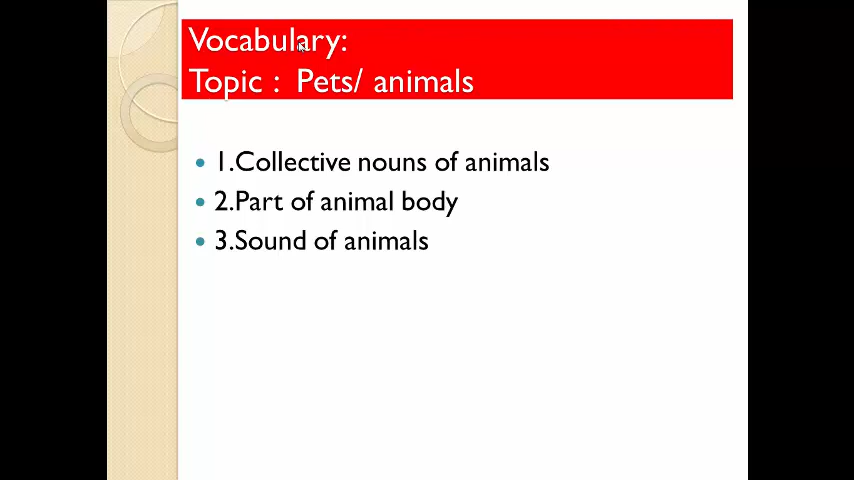 Vocabulary:
Topic : Pets/ animals
• 1.Collective nouns of animals
• 2.Part of animal body
• 3.Sound of animals